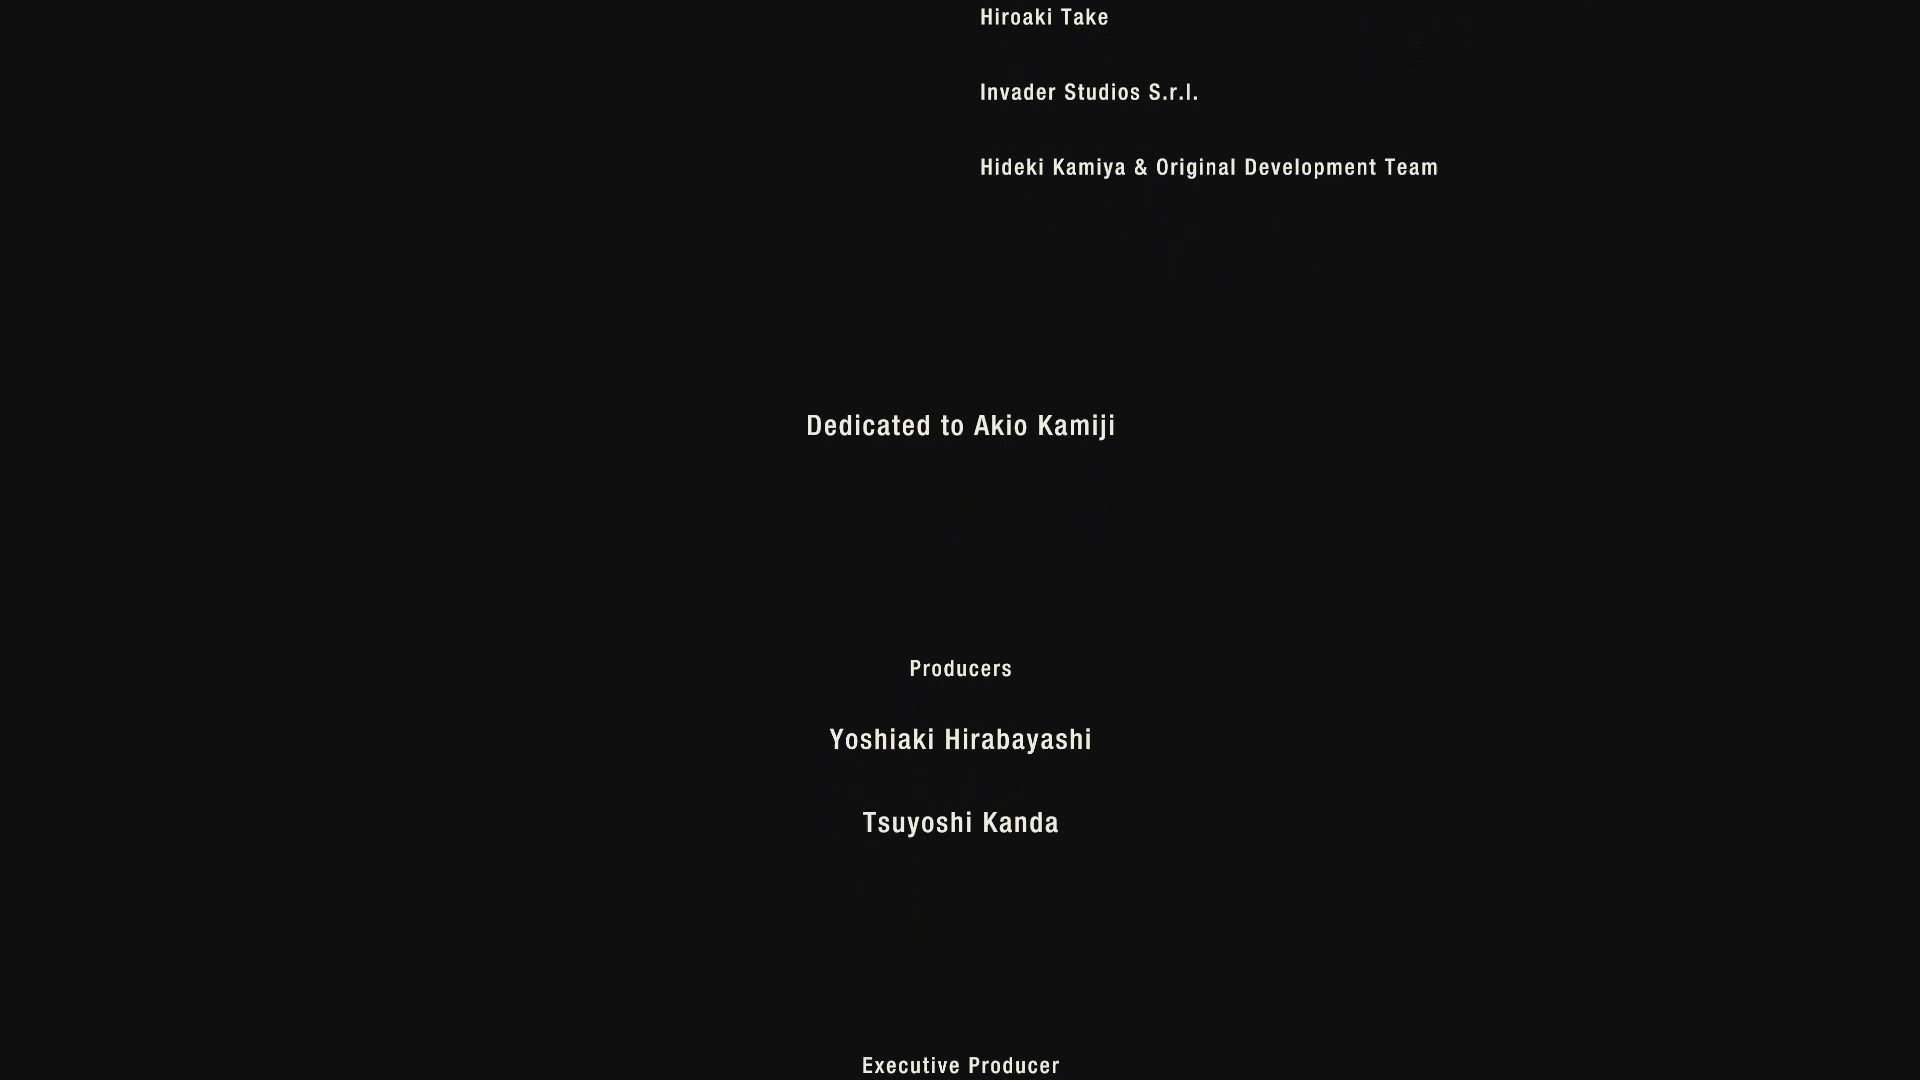 Hiroaki Take
Invader Studios S.r.l.
Hideki Kamiya & Original Development Team
Dedicated to Akio Kamiji
Producers
Yoshiaki Hirabayashi
Tsuyoshi Kanda
Executive Producer